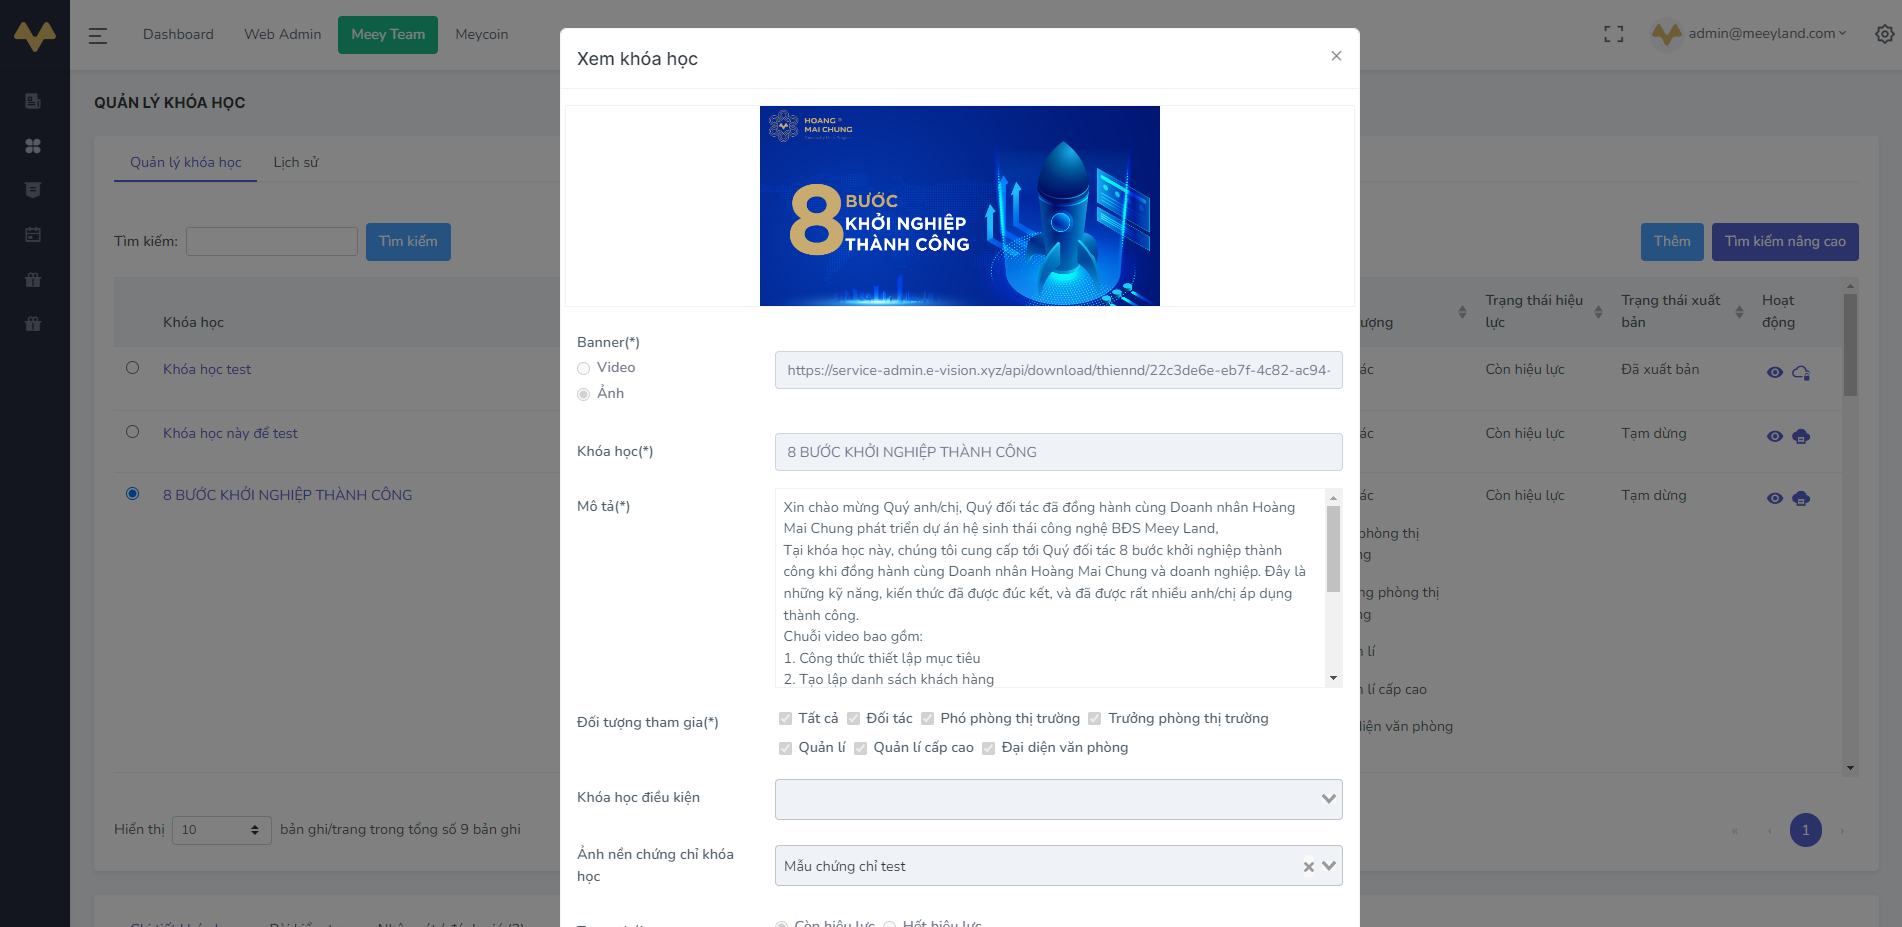 Dashboard
Web Admin
Meey Team
Meycoin
admin@meeyland.com
QUẢN LÝ KHÓA HỌC
Quản lý khóa học
Lịch sử
Tìm kiếm:
Tìm kiếm
Thêm
Tìm kiếm nâng cao
Khóa học
ượng
Trạng thái hiệu
lực
Trạng thái xuất
bản
Hoạt
động
Khóa học test
ác
Còn hiệu lực
Đã xuất bản
Khóa học này để test
ác
Còn hiệu lực
Tạm dừng
8 BƯỚC KHỞI NGHIỆP THÀNH CÔNG
ác
Còn hiệu lực
Tạm dừng
phòng thị
ng
ng phòng thị
ng
n lí
n lí cấp cao
diện văn phòng
Hiển thị
10
bản ghi/trang trong tổng số 9 bản ghi
« ‹ 1 ›
Xem khóa học
×
HOANG ®
MAI CHUNG
8 BƯỚC
KHỞI NGHIỆP
THÀNH CÔNG
Banner(*)
Video
Ảnh
https://service-admin.e-vision.xyz/api/download/thiennd/22c3de6e-eb7f-4c82-ac94-
Khóa học(*)
8 BƯỚC KHỞI NGHIỆP THÀNH CÔNG
Mô tả(*)
Xin chào mừng Quý anh/chị, Quý đối tác đã đồng hành cùng Doanh nhân Hoàng
Mai Chung phát triển dự án hệ sinh thái công nghệ BĐS Meey Land,
Tại khóa học này, chúng tôi cung cấp tới Quý đối tác 8 bước khởi nghiệp thành
công khi đồng hành cùng Doanh nhân Hoàng Mai Chung và doanh nghiệp. Đây là
những kỹ năng, kiến thức đã được đúc kết, và đã được rất nhiều anh/chị áp dụng
thành công.
Chuỗi video bao gồm:
1. Công thức thiết lập mục tiêu
2. Tạo lập danh sách khách hàng
Đối tượng tham gia(*)
Tất cả Đối tác Phó phòng thị trường Trưởng phòng thị trường
Quản lí Quản lí cấp cao Đại diện văn phòng
Khóa học điều kiện
Ảnh nền chứng chỉ khóa
học
Mẫu chứng chỉ test
Còn hiệu lực Hết hiệu lực